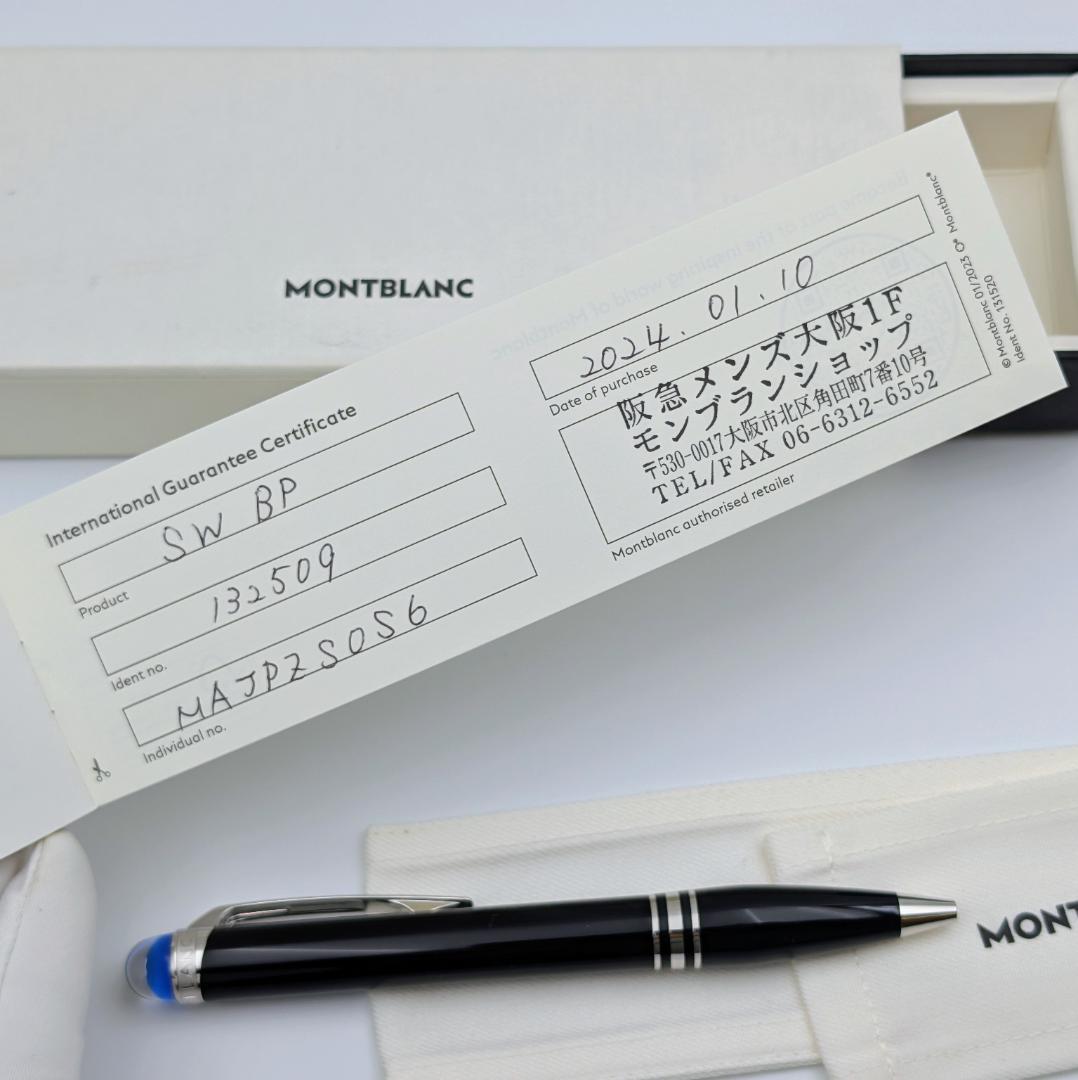 MONTBLANC
International Guarantee Certificate
SW BP
Product
132509
Ident no.
MAJPZS0S6
Individual no.
2024.01.10
Date of purchase
阪急メンズ大阪1F
モンブランショップ
〒530-0017大阪市北区角田町7番10号
TEL/FAX 06-6312-6552
Montblanc authorised retailer
© Montblanc 01/2023 Montblanc®
Ident No. 131520
MONT